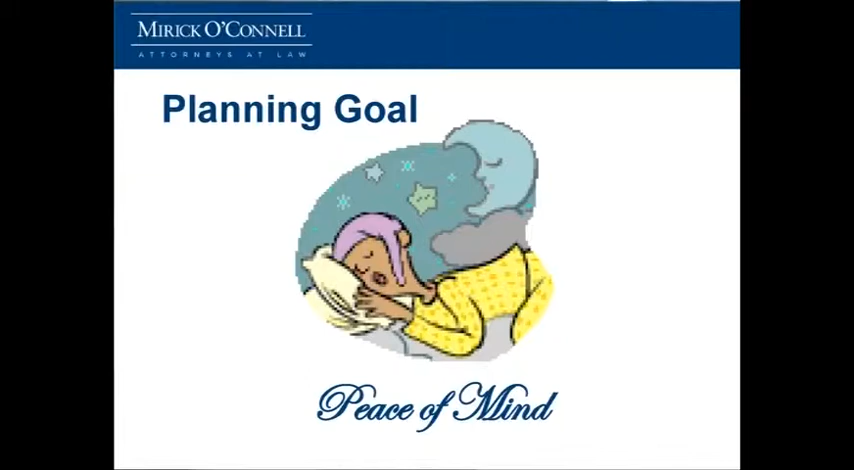 MIRICK O'CONNELL
ATTORNEYS AT LAW
Planning Goal
Peace of Mind